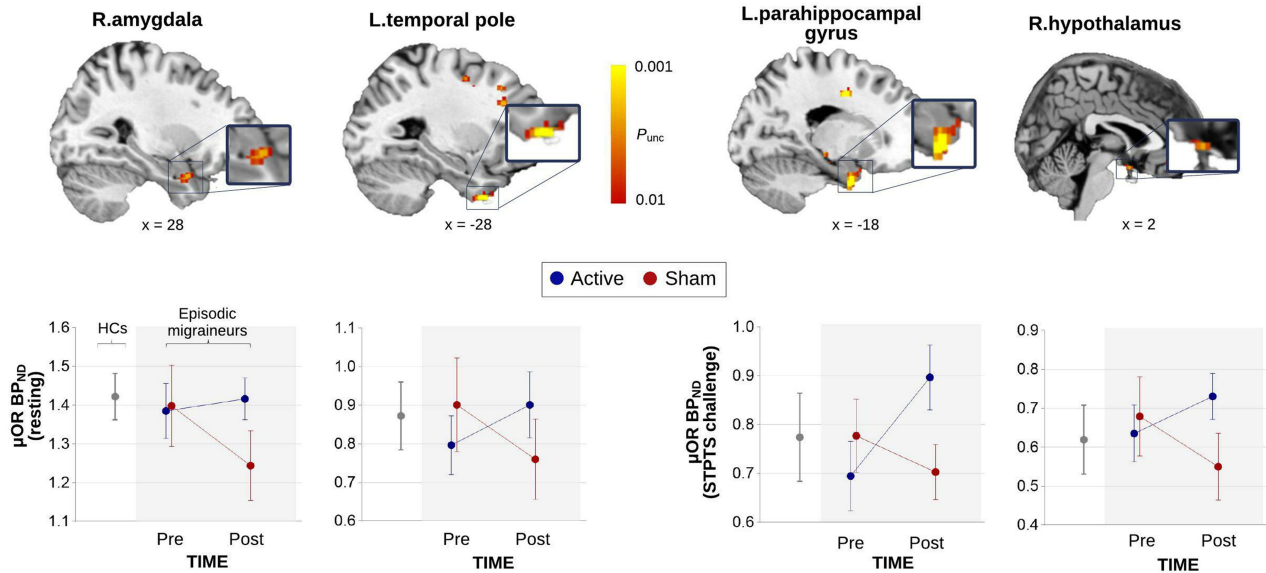 R.amygdala
L.temporal pole
L.parahippocampal
gyrus
R.hypothalamus
0.001
Punc
0.01
x = 28
x = -28
x = -18
x = 2
Active
Sham
µOR BPND
(resting)
1.6
1.5
1.4
1.3
1.2
1.1
HCs
Episodic
migraineurs
Pre
Post
TIME
1.1
1.0
0.9
0.8
0.7
0.6
Pre
Post
TIME
µOR BPND
(STPTS challenge)
1.0
0.9
0.8
0.7
0.6
Pre
Post
TIME
0.9
0.8
0.7
0.6
0.5
0.4
Pre
Post
TIME